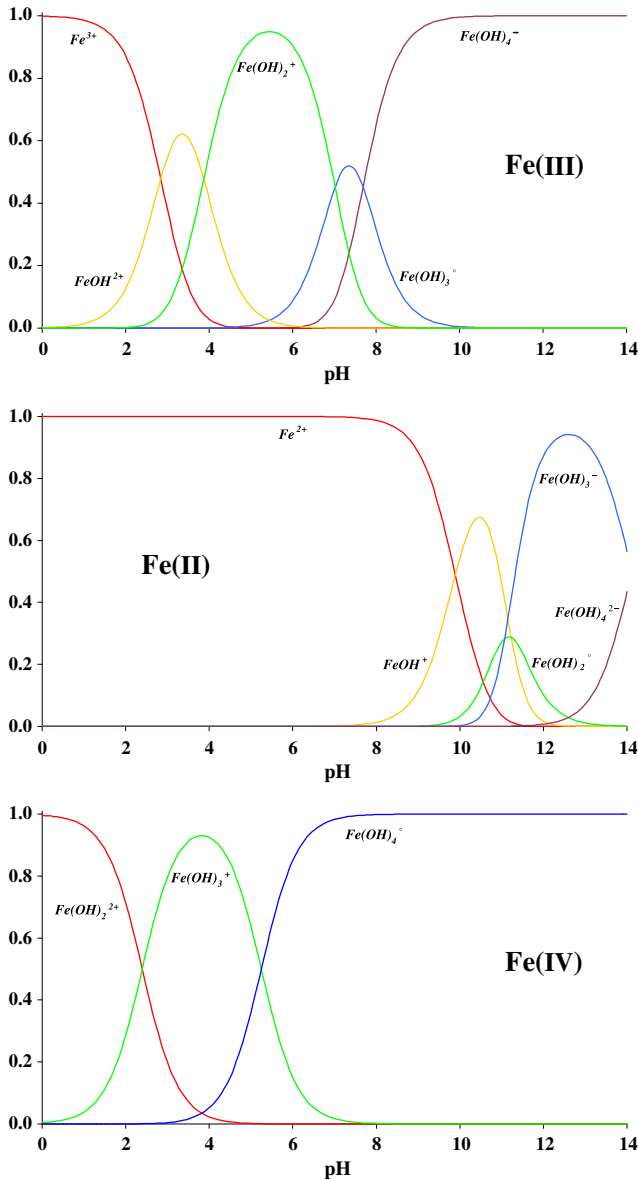 1.0
Fe³⁺
Fe(OH)₂⁺
Fe(OH)₄⁻
0.8
0.6
Fe(III)
0.4
0.2
FeOH²⁺
Fe(OH)₃°
0.0
0 2 4 6 8 10 12 14
pH
1.0
Fe²⁺
0.8
Fe(OH)₃⁻
0.6
Fe(II)
0.4
Fe(OH)₄²⁻
0.2
FeOH⁺
Fe(OH)₂°
0.0
0 2 4 6 8 10 12 14
pH
1.0
Fe(OH)₄°
0.8
Fe(OH)₃⁺
Fe(OH)₂²⁺
0.6
Fe(IV)
0.4
0.2
0.0
0 2 4 6 8 10 12 14
pH